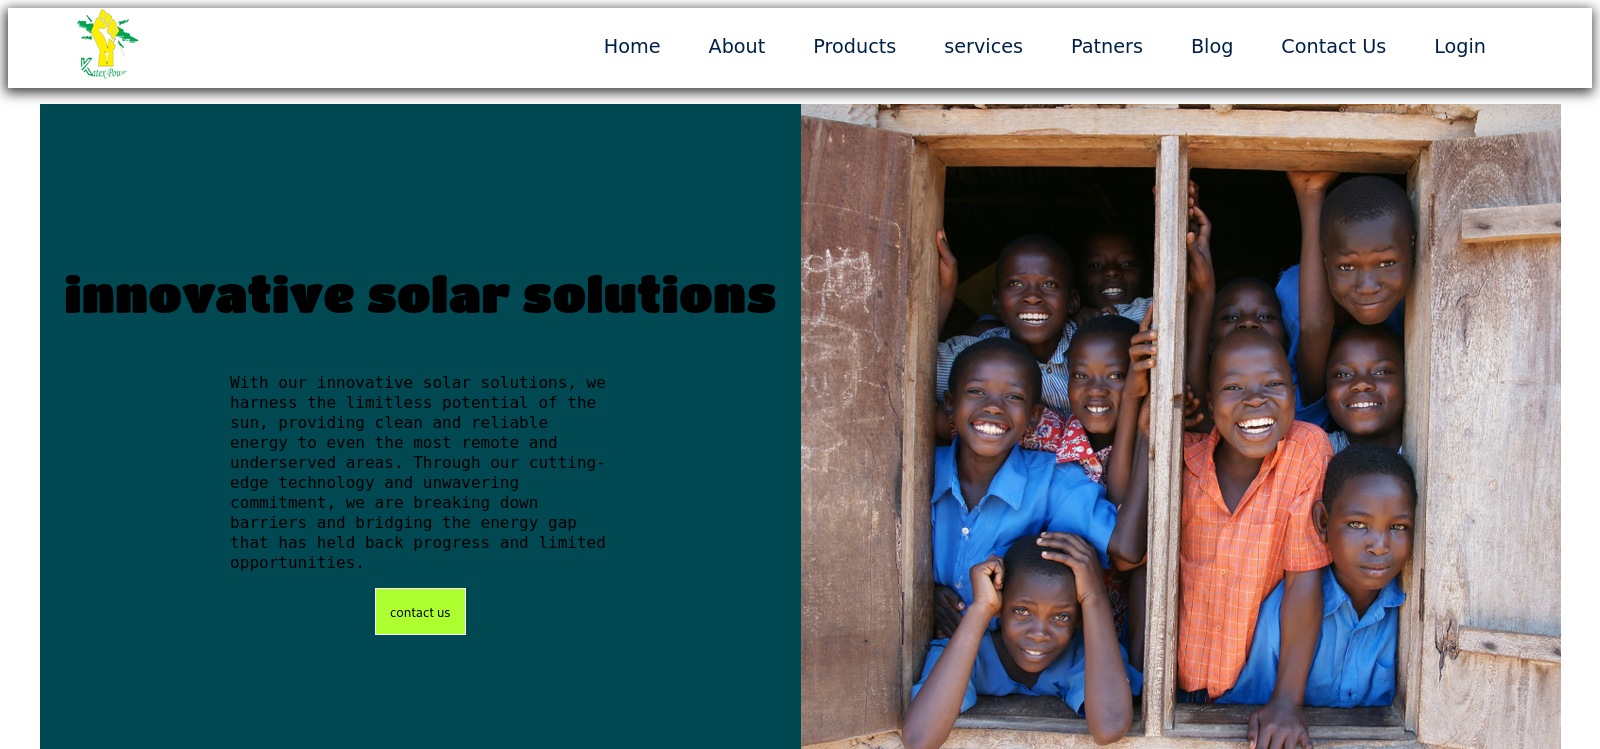 Katex Power
Home About Products services Patners Blog Contact Us Login
innovative solar solutions
With our innovative solar solutions, we
harness the limitless potential of the
sun, providing clean and reliable
energy to even the most remote and
underserved areas. Through our cutting-
edge technology and unwavering
commitment, we are breaking down
barriers and bridging the energy gap
that has held back progress and limited
opportunities.
contact us